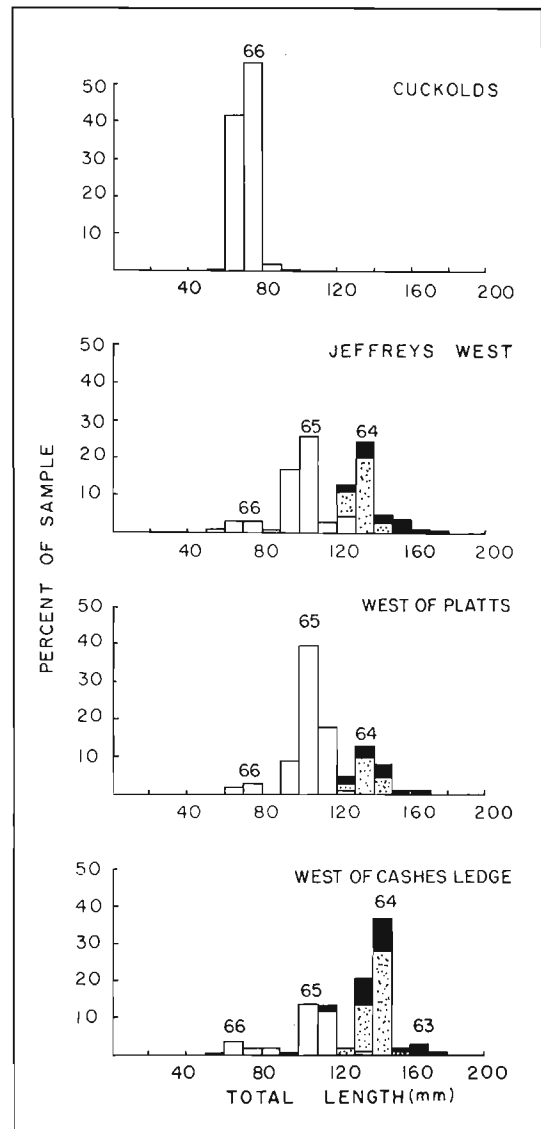 PERCENT OF SAMPLE
CUCKOLDS
66
50
40
30
20
10
40 80 120 160 200
JEFFREYS WEST
50
40
30
20
10
66 65 64
40 80 120 160 200
WEST OF PLATTS
50
40
30
20
10
66 65 64
40 80 120 160 200
WEST OF CASHES LEDGE
50
40
30
20
10
66 65 64 63
40 80 120 160 200
TOTAL LENGTH(mm)